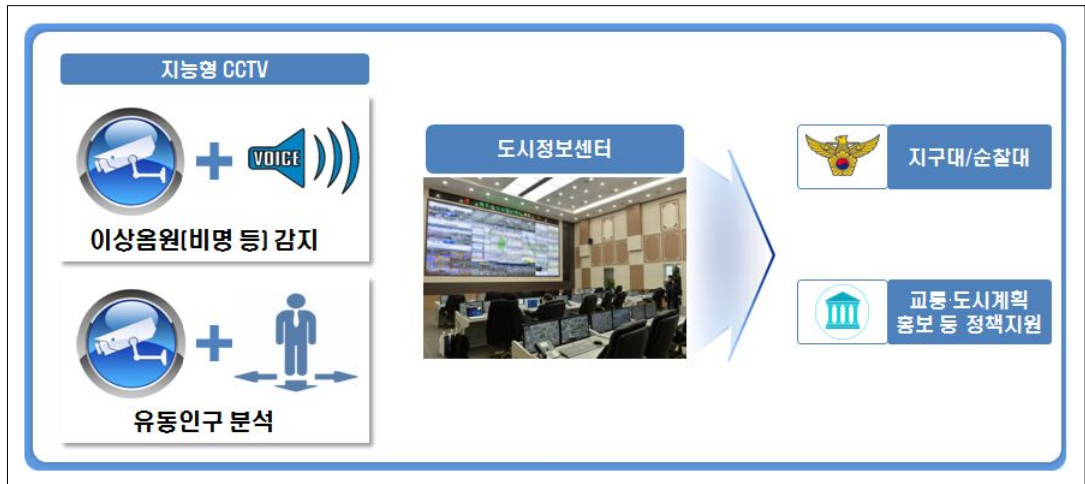 지능형 CCTV
VOICE
이상음원(비명 등) 감지
유동인구 분석
도시정보센터
지구대/순찰대
교통·도시계획
홍보 등 정책지원